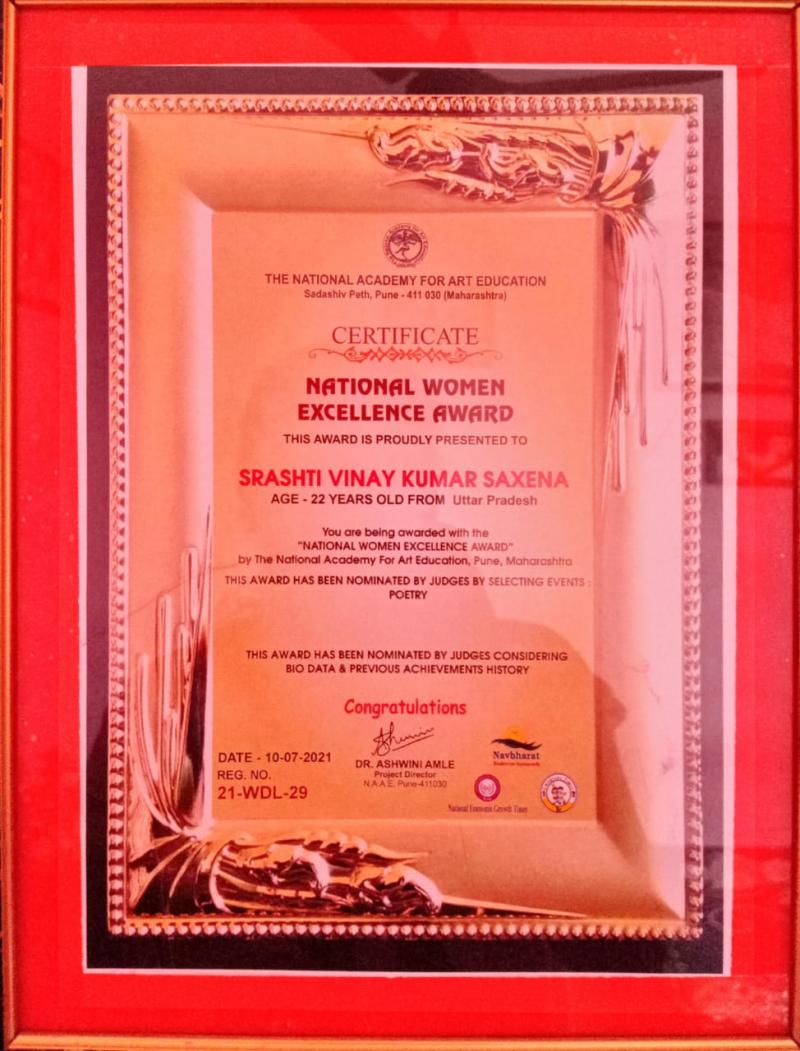 THE NATIONAL ACADEMY FOR ART EDUCATION
Sadashiv Peth, Pune - 411 030 (Maharashtra)
CERTIFICATE
NATIONAL WOMEN
EXCELLENCE AWARD
THIS AWARD IS PROUDLY PRESENTED TO
SRASHTI VINAY KUMAR SAXENA
AGE - 22 YEARS OLD FROM Uttar Pradesh
You are being awarded with the
"NATIONAL WOMEN EXCELLENCE AWARD"
by The National Academy For Art Education, Pune, Maharashtra
THIS AWARD HAS BEEN NOMINATED BY JUDGES BY SELECTING EVENTS :
POETRY
THIS AWARD HAS BEEN NOMINATED BY JUDGES CONSIDERING
BIO DATA & PREVIOUS ACHIEVEMENTS HISTORY
Congratulations
DATE - 10-07-2021
REG. NO.
21-WDL-29
DR. ASHWINI AMLE
Project Director
N.A.A.E, Pune-411030
Navbharat
National Economic Growth Times